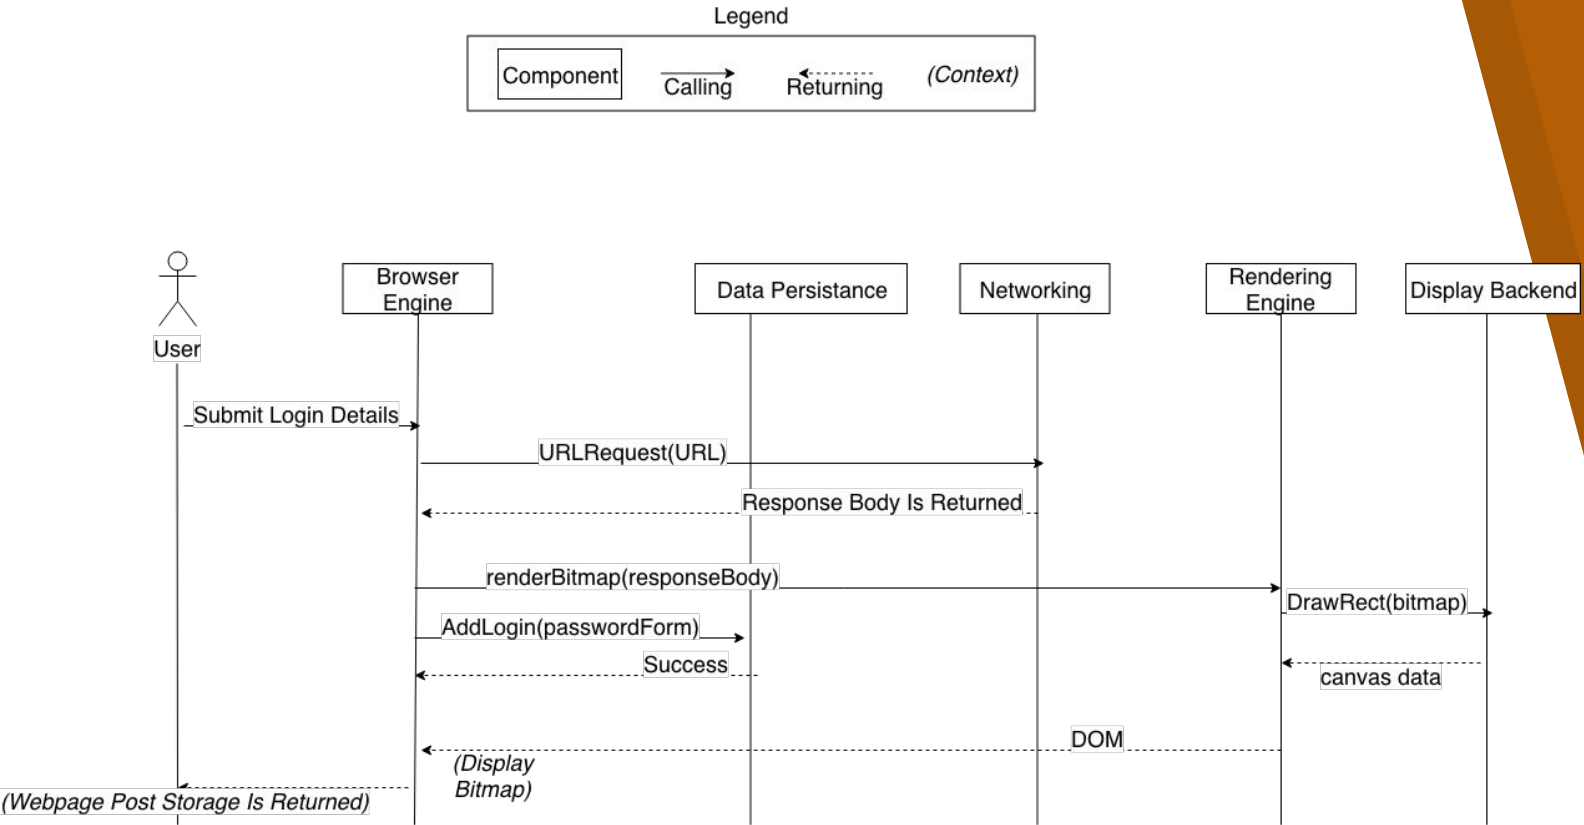 Legend
Component
Calling
Returning
(Context)
User
Browser
Engine
Data Persistance
Networking
Rendering
Engine
Display Backend
Submit Login Details
URLRequest(URL)
Response Body Is Returned
renderBitmap(responseBody)
DrawRect(bitmap)
AddLogin(passwordForm)
Success
canvas data
DOM
(Display
Bitmap)
(Webpage Post Storage Is Returned)